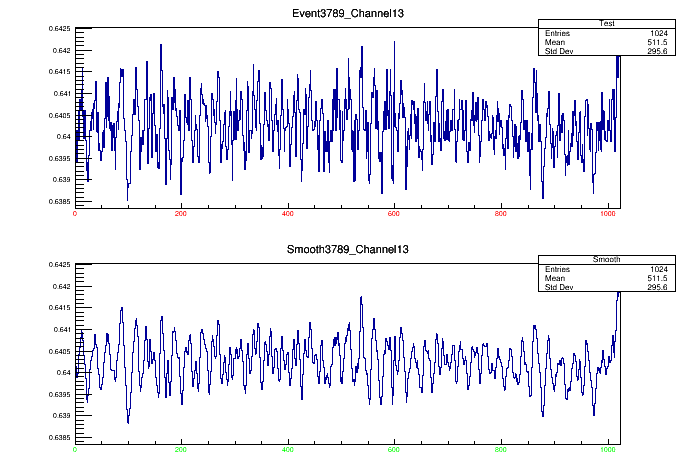 Event3789_Channel13
Test
Entries 1024
Mean 511.5
Std Dev 295.6
0.6425
0.642
0.6415
0.641
0.6405
0.64
0.6395
0.639
0.6385
0 200 400 600 800 1000
Smooth3789_Channel13
Smooth
Entries 1024
Mean 511.5
Std Dev 295.6
0.6425
0.642
0.6415
0.641
0.6405
0.64
0.6395
0.639
0.6385
0 200 400 600 800 1000